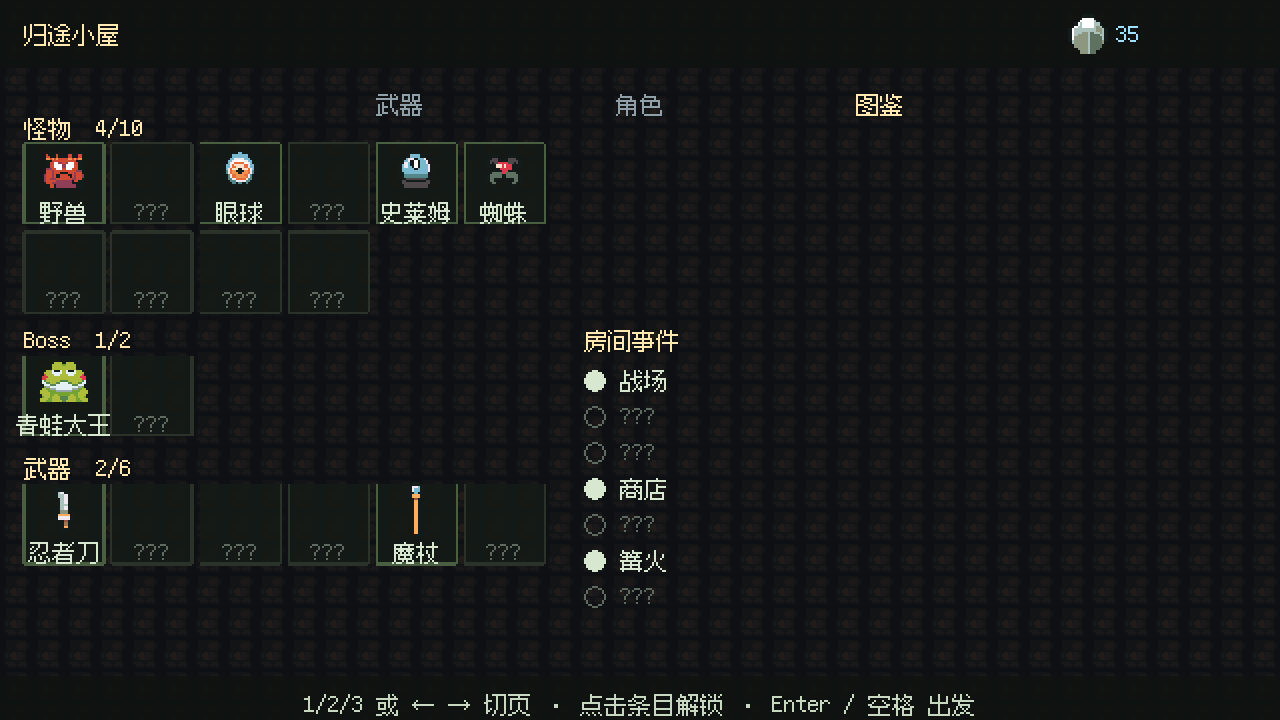 归途小屋
35
武器 角色 图鉴
怪物 4/10
野兽 ??? 眼球 ??? 史莱姆 蜘蛛
??? ??? ??? ???
Boss 1/2
青蛙大王 ???
武器 2/6
忍者刀 ??? ??? ??? 魔杖 ???
房间事件
战场
???
???
商店
???
篝火
???
1/2/3 或 ← → 切页 · 点击条目解锁 · Enter / 空格 出发